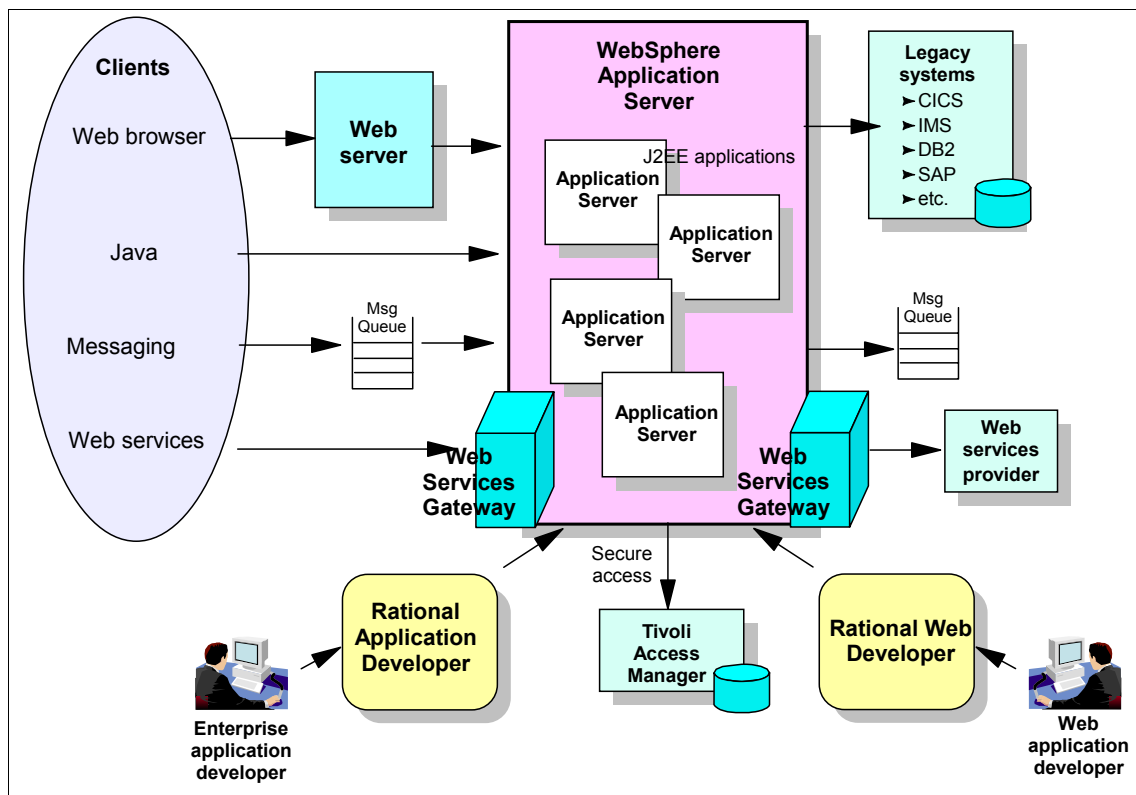 Clients
Web browser
Java
Messaging
Web services
Web
server
Msg
Queue
WebSphere
Application
Server
J2EE applications
Application
Server
Application
Server
Application
Server
Application
Server
Web
Services
Gateway
Web
Services
Gateway
Legacy
systems
➢CICS
➢IMS
➢DB2
➢SAP
➢etc.
Msg
Queue
Web
services
provider
Secure
access
Rational
Application
Developer
Tivoli
Access
Manager
Rational Web
Developer
Enterprise
application
developer
Web
application
developer